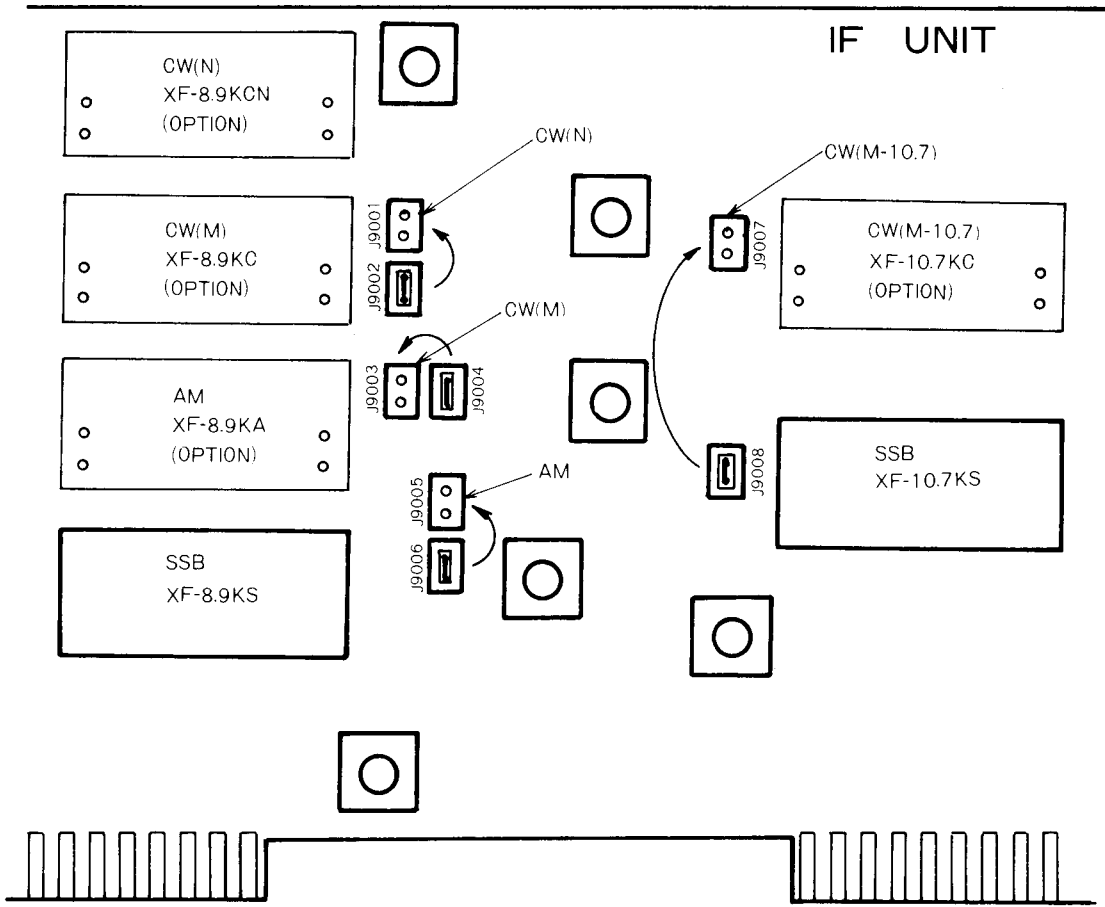 IF UNIT
CW(N)
XF-8.9KCN
(OPTION)
CW(N)
CW(M-10.7)
CW(M)
XF-8.9KC
(OPTION)
J9001
J9002
J9007
CW(M-10.7)
XF-10.7KC
(OPTION)
CW(M)
AM
XF-8.9KA
(OPTION)
J9003
J9004
J9005
AM
J9006
J9008
SSB
XF-10.7KS
SSB
XF-8.9KS